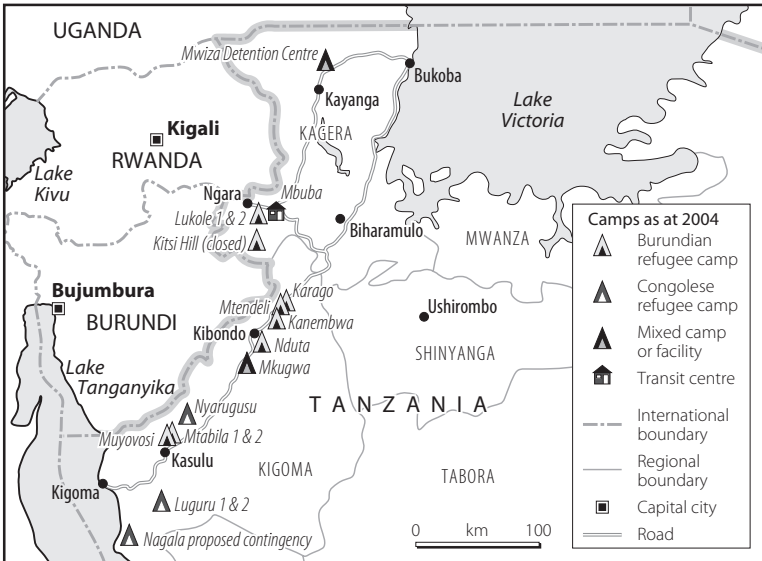 UGANDA
Mwiza Detention Centre
Bukoba
Kayanga
Lake
Victoria
Kigali
KAGERA
RWANDA
Lake
Kivu
Ngara
Mbuba
Lukole 1 & 2
Kitsi Hill (closed)
Biharamulo
MWANZA
Bujumbura
BURUNDI
Karago
Mtendeli
Kanembwa
Ushirombo
Kibondo
Nduta
SHINYANGA
Mkugwa
Lake
Tanganyika
TANZANIA
Nyarugusu
Muyovosi
Mtabila 1 & 2
Kasulu
KIGOMA
TABORA
Kigoma
Luguru 1 & 2
Nagala proposed contingency
0 km 100
Camps as at 2004
Burundian
refugee camp
Congolese
refugee camp
Mixed camp
or facility
Transit centre
International
boundary
Regional
boundary
Capital city
Road